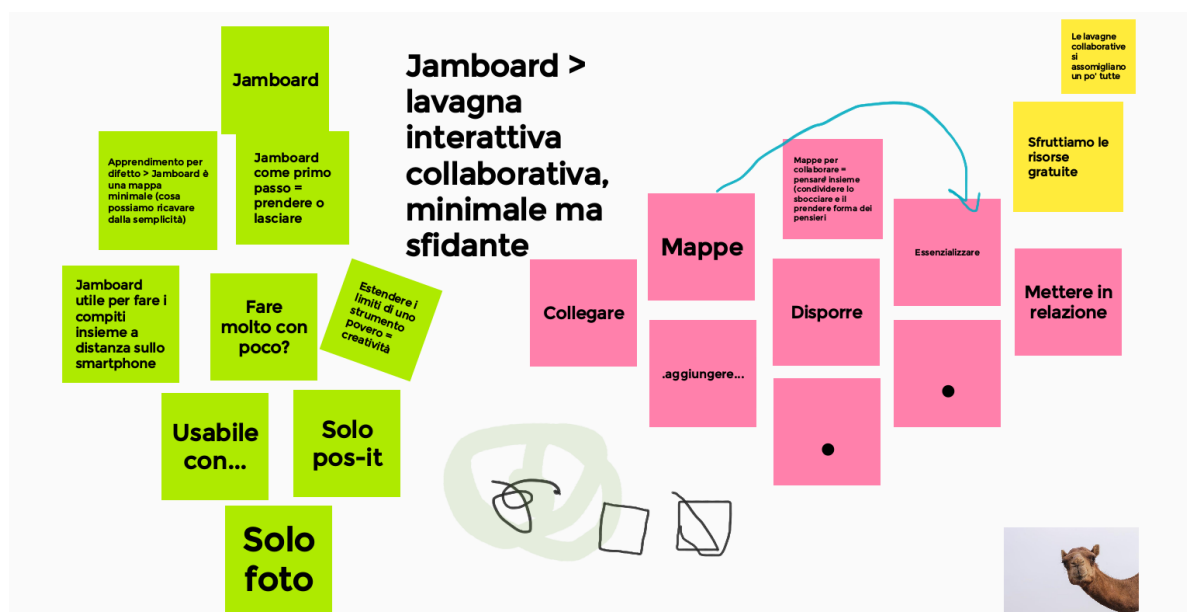 Jamboard
Apprendimento per
difetto > Jamboard è
una mappa
minimale (cosa
possiamo ricavare
dalla semplicità)
Jamboard
come primo
passo =
prendere o
lasciare
Jamboard
utile per fare i
compiti
insieme a
distanza sullo
smartphone
Fare
molto con
poco?
Estendere i
limiti di uno
strumento
povero =
creatività
Usabile
con...
Solo
pos-it
Solo
foto
Jamboard >
lavagna
interattiva
collaborativa,
minimale ma
sfidante
Collegare
Mappe
.aggiungere...
Mappe per
collaborare =
pensare insieme
(condividere lo
sbocciare e il
prendere forma dei
pensieri
Disporre
•
Essenzializzare
•
Le lavagne
collaborative
si
assomigliano
un po' tutte
Sfruttiamo le
risorse
gratuite
Mettere in
relazione